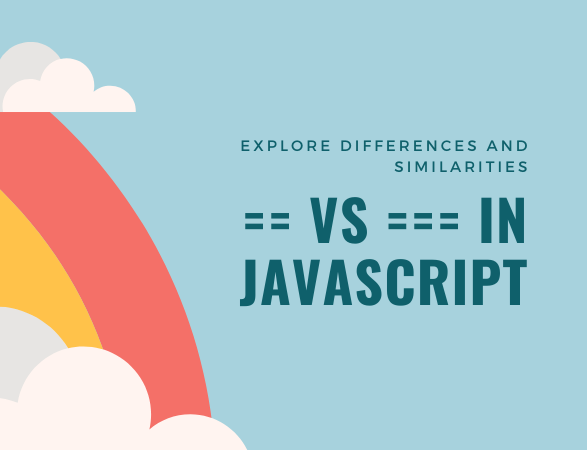 EXPLORE DIFFERENCES AND
SIMILARITIES
== VS === IN
JAVASCRIPT